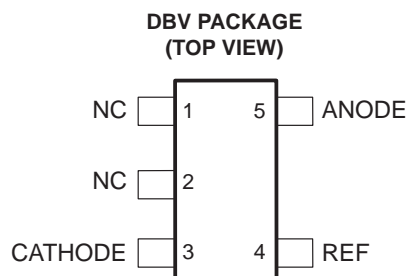 DBV PACKAGE
(TOP VIEW)
NC 1 5 ANODE
NC 2
CATHODE 3 4 REF